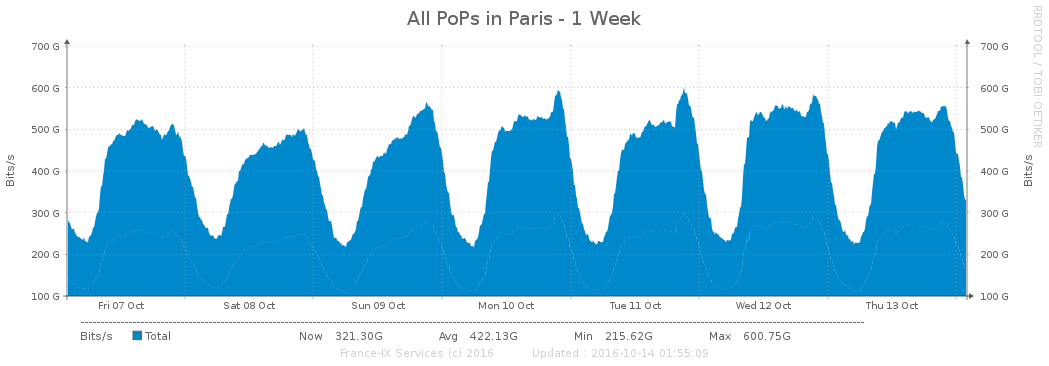 All PoPs in Paris - 1 Week
RRDTOOL / TOBI OETIKER
Bits/s
700 G
600 G
500 G
400 G
300 G
200 G
100 G
700 G
600 G
500 G
400 G
300 G
200 G
100 G
Bits/s
Fri 07 Oct Sat 08 Oct Sun 09 Oct Mon 10 Oct Tue 11 Oct Wed 12 Oct Thu 13 Oct
Bits/s Total Now 321.30G Avg 422.13G Min 215.62G Max 600.75G
France-IX Services (c) 2016 Updated : 2016-10-14 01:55:09